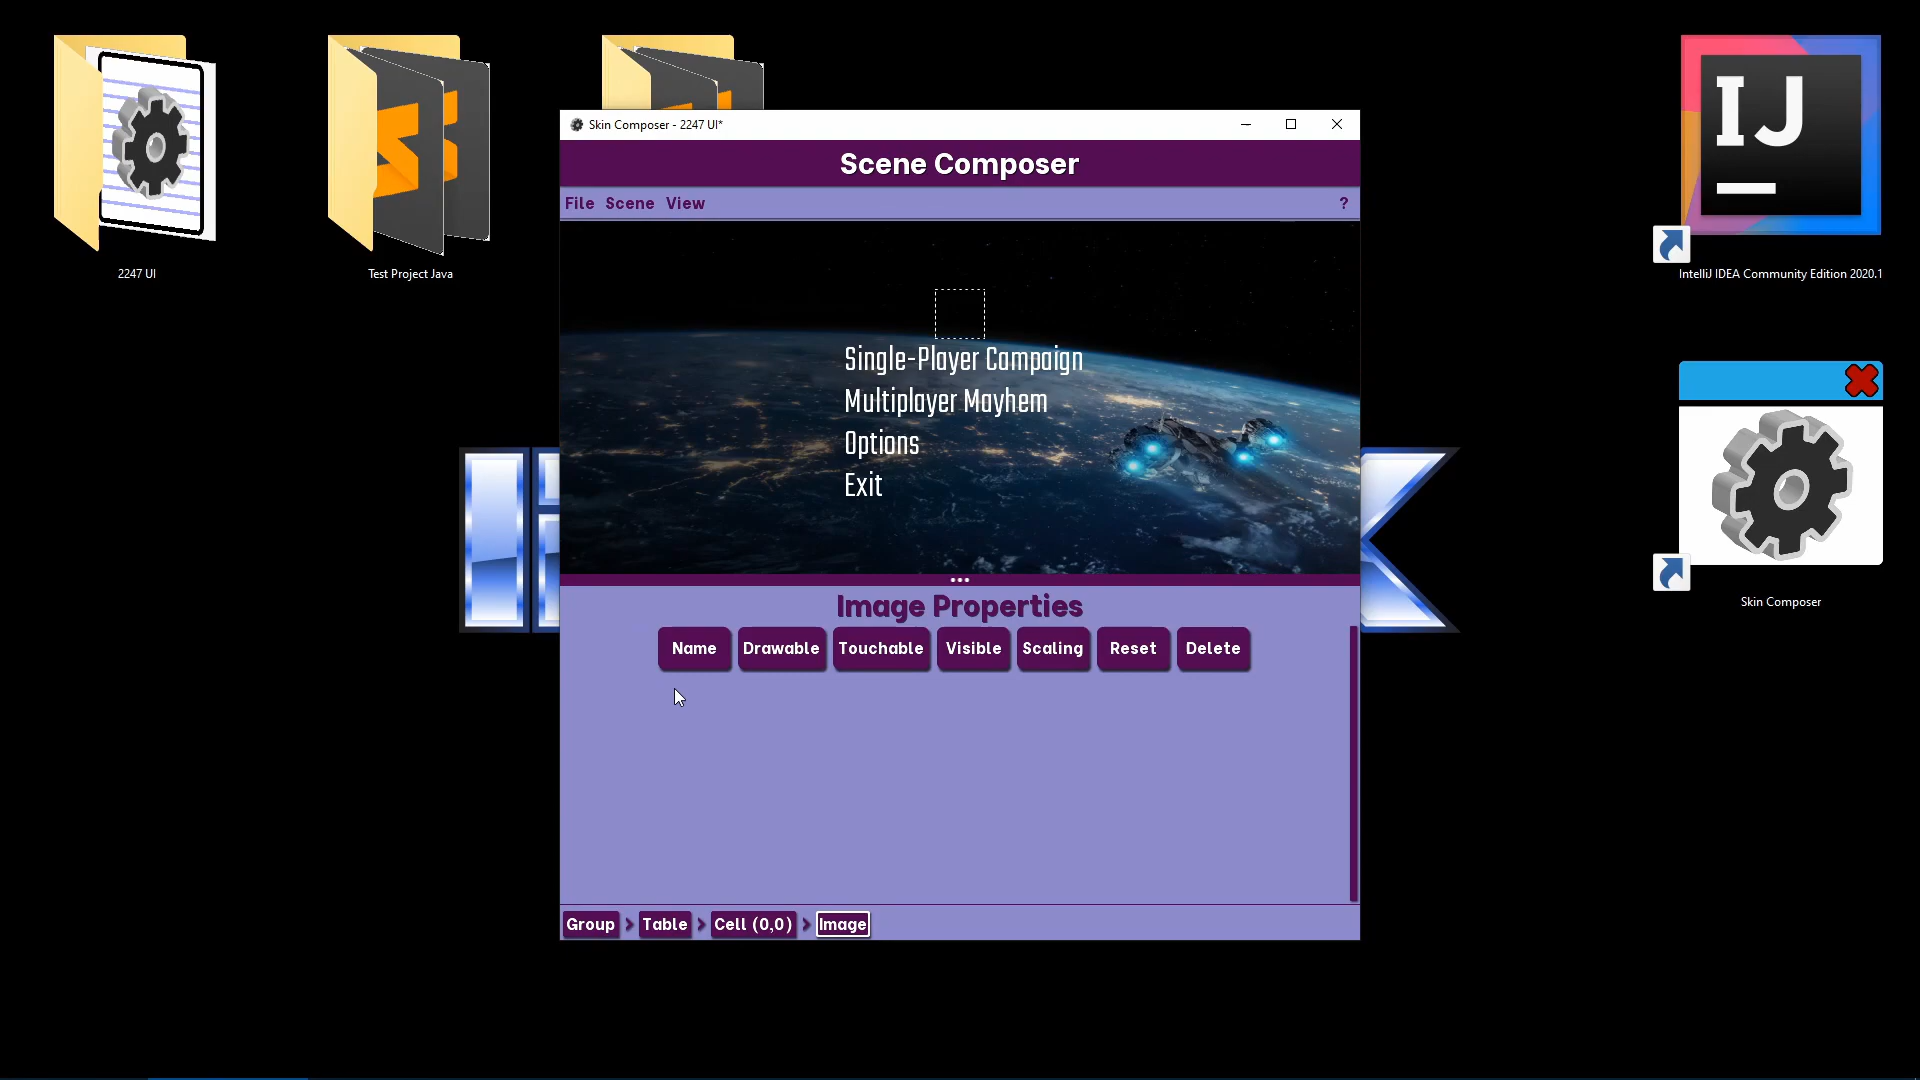 Skin Composer - 2247 UI*
Scene Composer
File Scene View ?
Single-Player Campaign
Multiplayer Mayhem
Options
Exit
Image Properties
Name Drawable Touchable Visible Scaling Reset Delete
Group > Table > Cell (0,0) > Image
2247 UI
Test Project Java
IJ
IntelliJ IDEA Community Edition 2020.1
Skin Composer